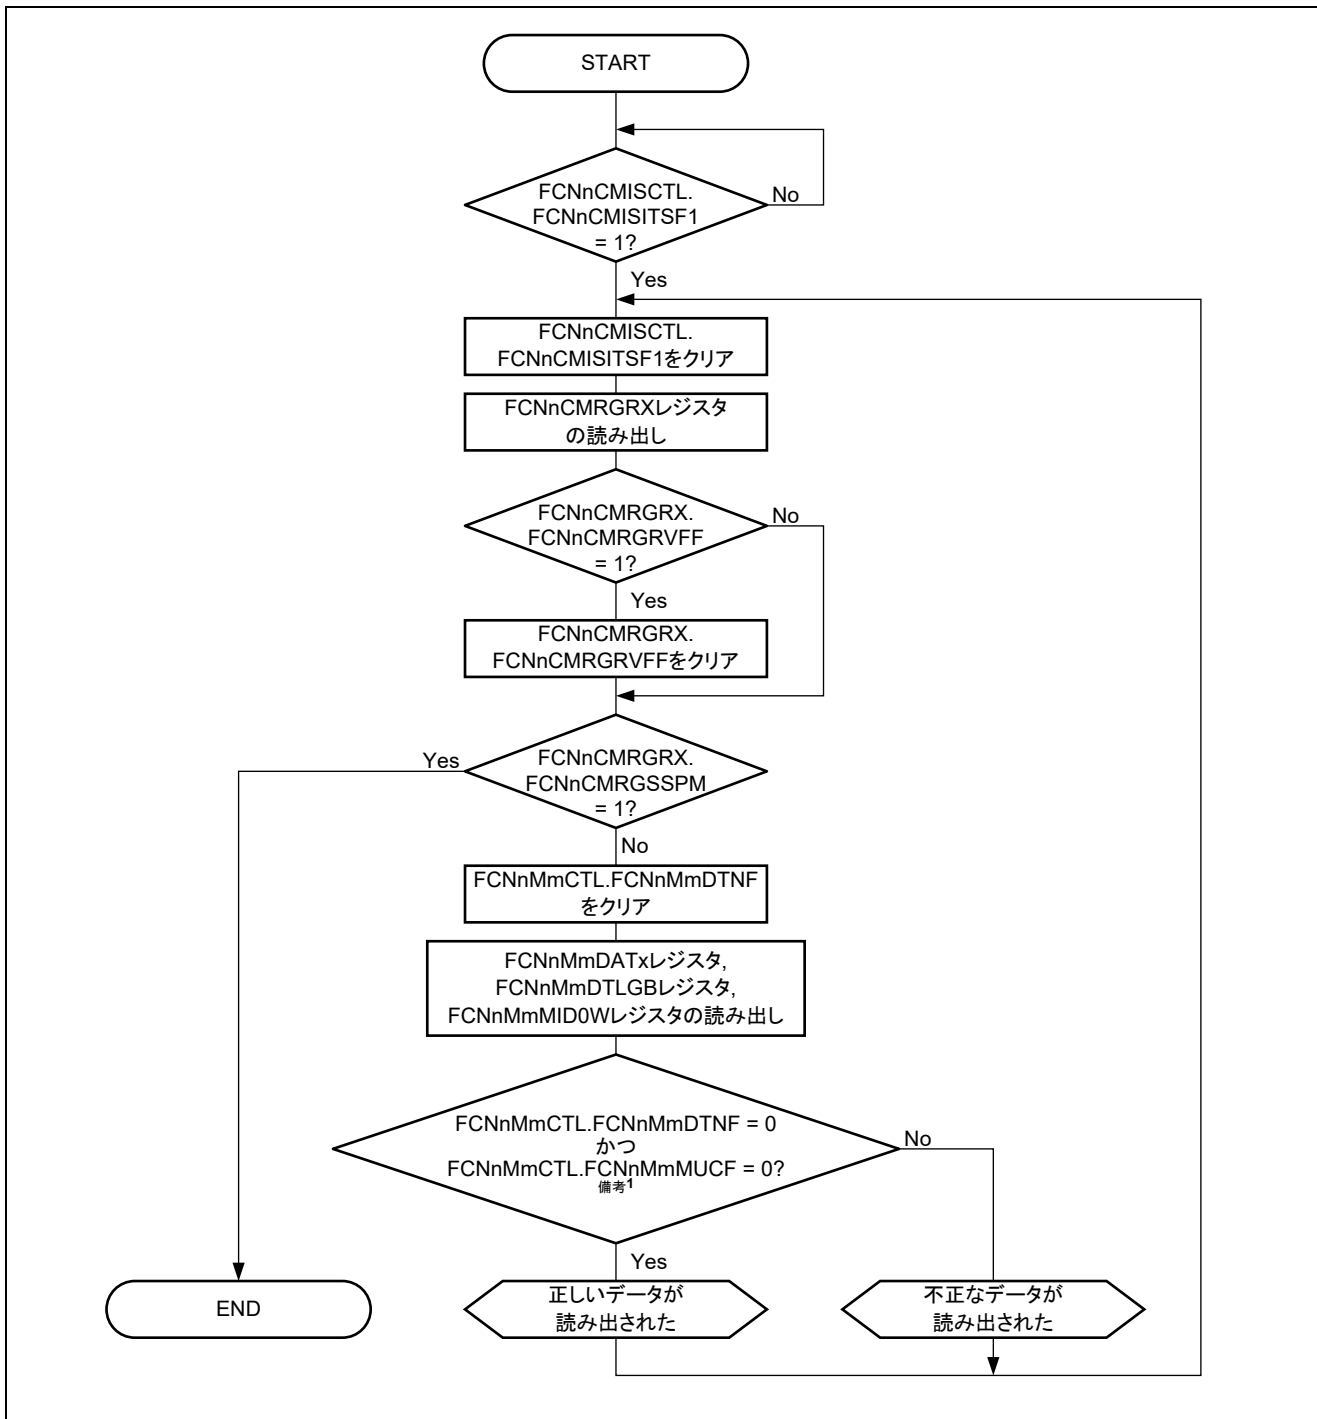 START
FCNnCMISCTL.
FCNnCMISITSF1
= 1?
No
Yes
FCNnCMISCTL.
FCNnCMISITSF1をクリア
FCNnCMRGRXレジスタ
の読み出し
FCNnCMRGRX.
FCNnCMRGRVFF
= 1?
No
Yes
FCNnCMRGRX.
FCNnCMRGRVFFをクリア
FCNnCMRGRX.
FCNnCMRGSSPM
= 1?
Yes
No
FCNnMmCTL.FCNnMmDTNF
をクリア
FCNnMmDATxレジスタ,
FCNnMmDTLGBレジスタ,
FCNnMmMID0Wレジスタの読み出し
FCNnMmCTL.FCNnMmDTNF = 0
かつ
FCNnMmCTL.FCNnMmMUCF = 0?
備考1
No
Yes
END
正しいデータが
読み出された
不正なデータが
読み出された